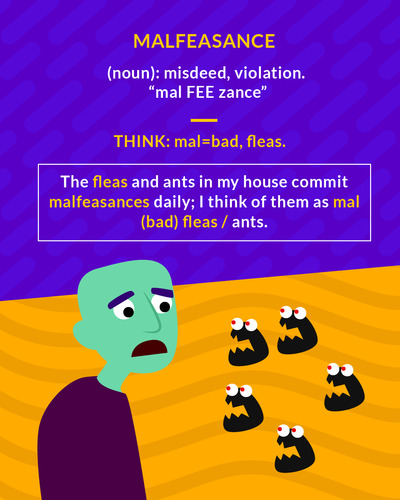 MALFEASANCE
(noun): misdeed, violation.
“mal FEE zance”
THINK: mal=bad, fleas.
The fleas and ants in my house commit
malfeasances daily; I think of them as mal
(bad) fleas / ants.